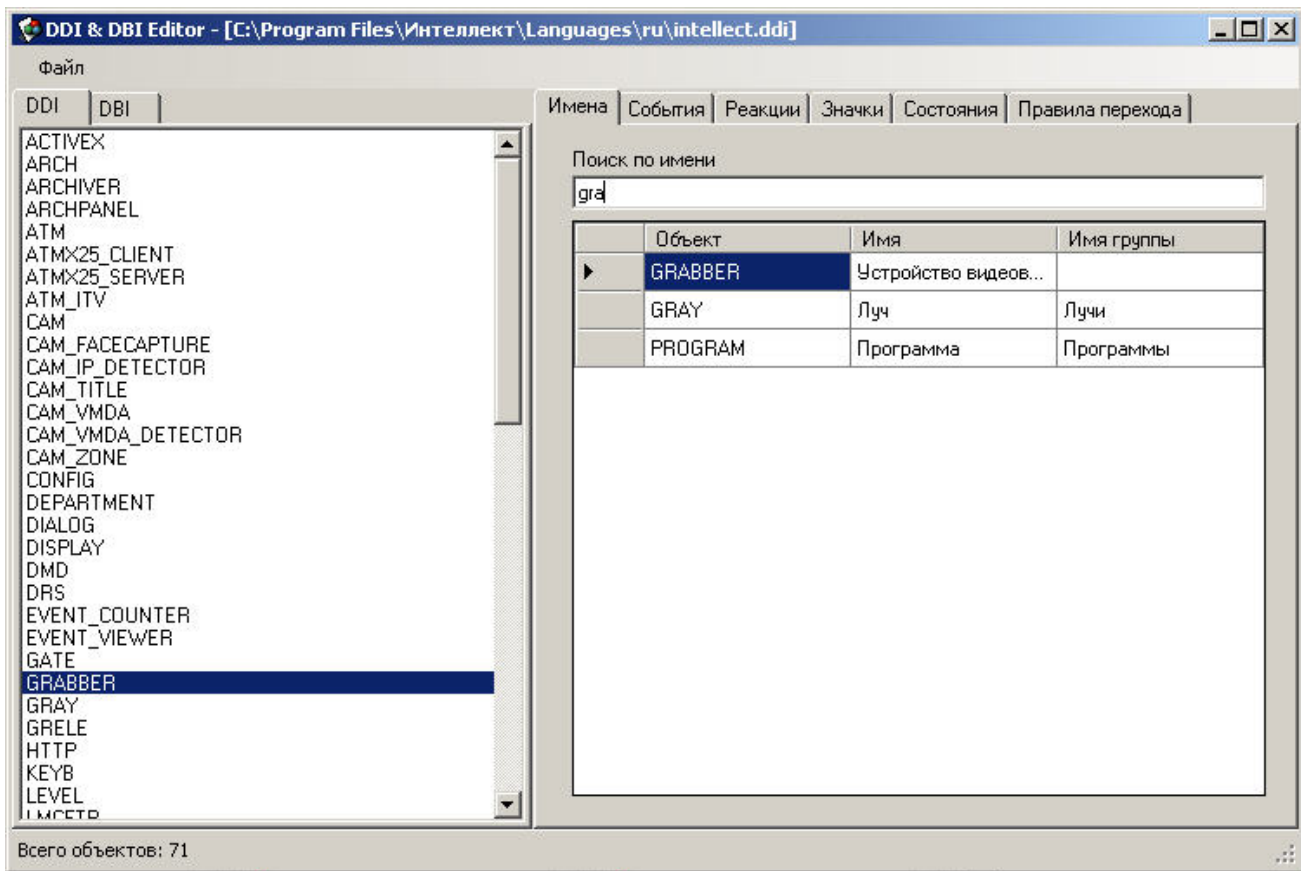 DDI & DBI Editor - [C:\Program Files\Интеллект\Languages\ru\intellect.ddi]
Файл
DDI DBI
ACTIVEX
ARCH
ARCHIVER
ARCHPANEL
ATM
ATMX25_CLIENT
ATMX25_SERVER
ATM_ITV
CAM
CAM_FACECAPTURE
CAM_IP_DETECTOR
CAM_TITLE
CAM_VMDA
CAM_VMDA_DETECTOR
CAM_ZONE
CONFIG
DEPARTMENT
DIALOG
DISPLAY
DMD
DRS
EVENT_COUNTER
EVENT_VIEWER
GATE
GRABBER
GRAY
GRELE
HTTP
KEYB
LEVEL
Имена События Реакции Значки Состояния Правила перехода
Поиск по имени
gra
Объект Имя Имя группы
GRABBER Устройство видеов...
GRAY Луч Лучи
PROGRAM Программа Программы
Всего объектов: 71